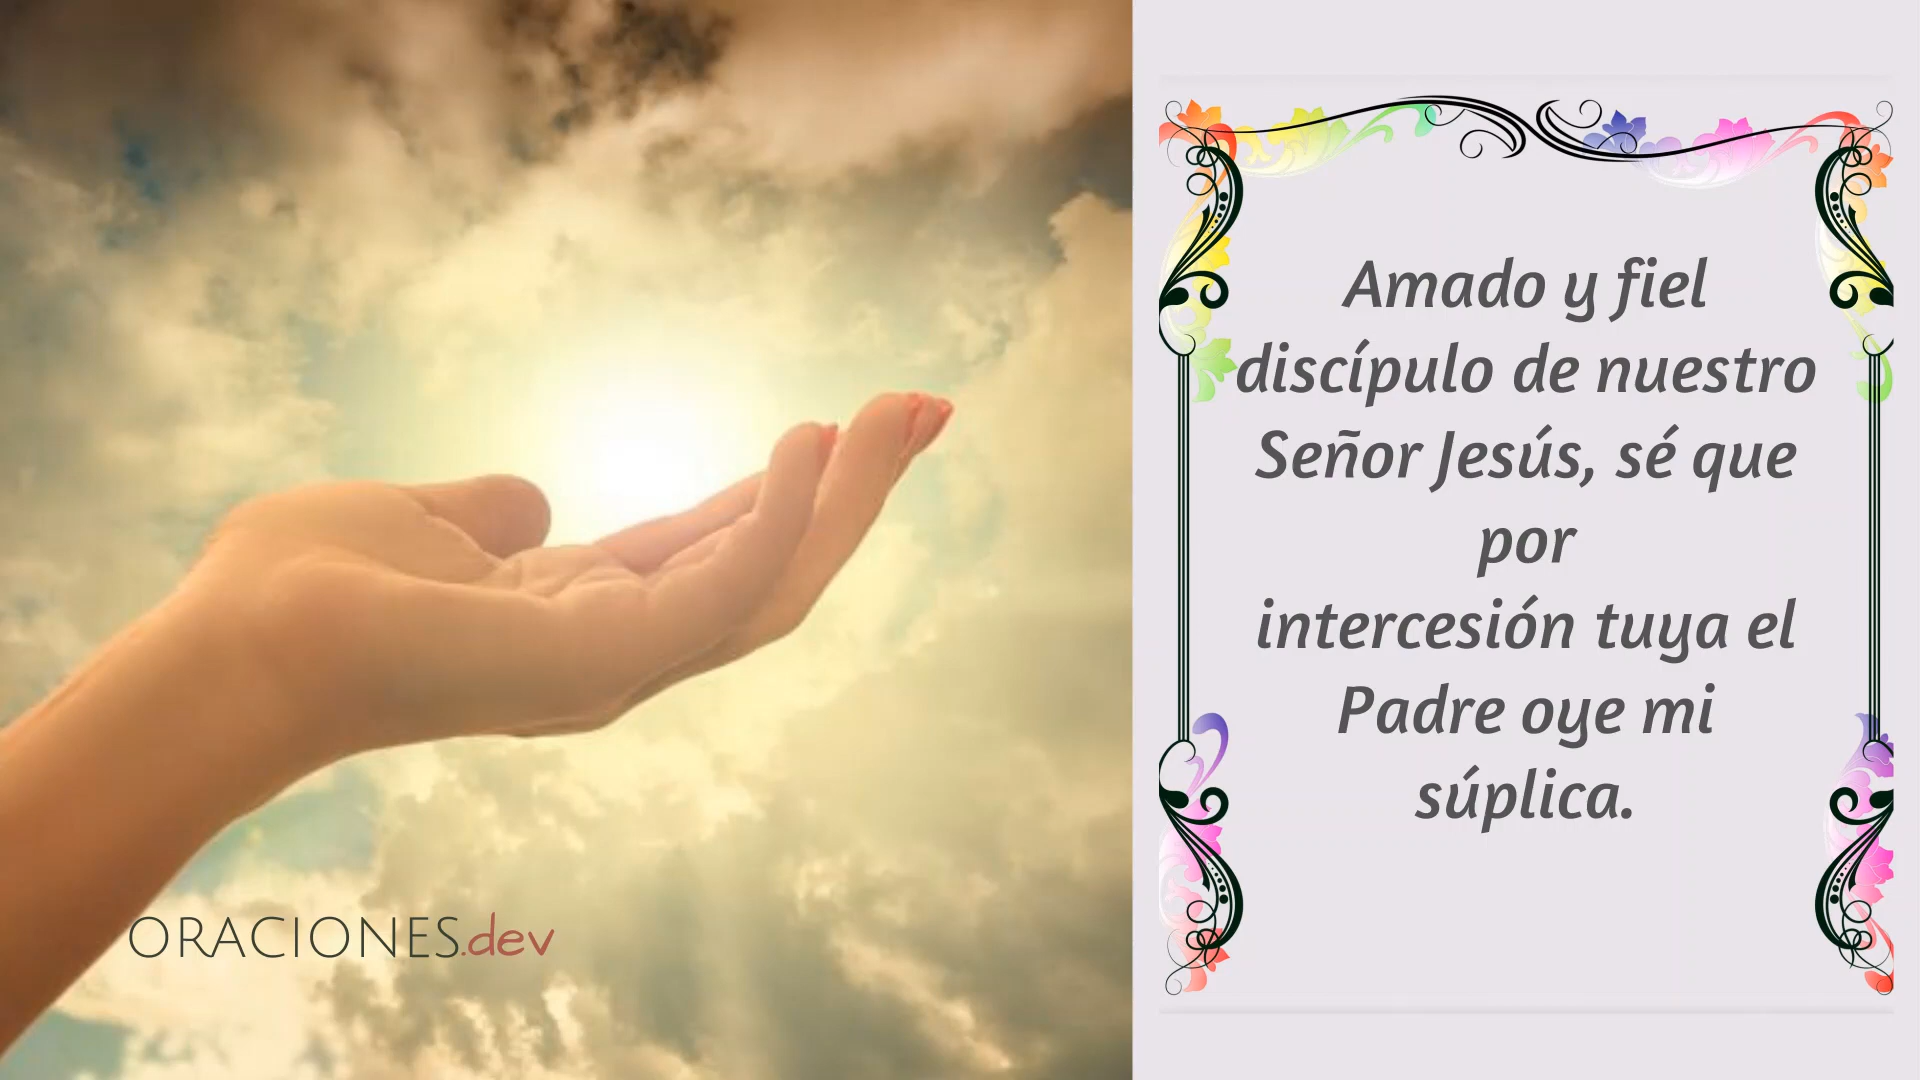 Amado y fiel
discípulo de nuestro
Señor Jesús, sé que
por
intercesión tuya el
Padre oye mi
súplica.
ORACIONES.dev